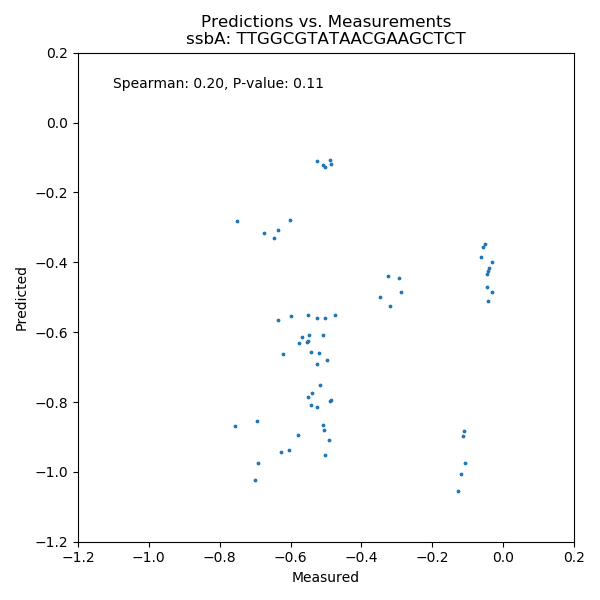 Predictions vs. Measurements
ssbA: TTGGCGTATAACGAAGCTCT
Spearman: 0.20, P-value: 0.11
0.2
0.0
−0.2
−0.4
−0.6
−0.8
−1.0
−1.2
Predicted
−1.2 −1.0 −0.8 −0.6 −0.4 −0.2 0.0 0.2
Measured